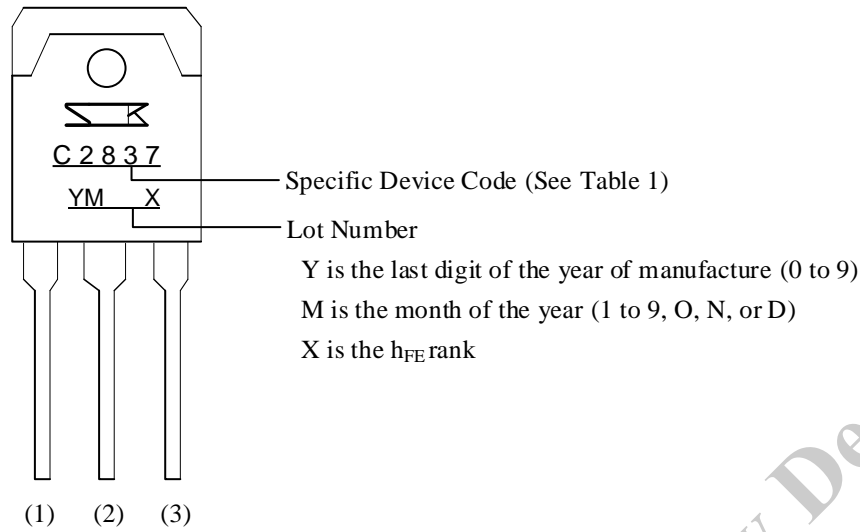 C 2 8 3 7
Specific Device Code (See Table 1)
YM X
Lot Number
Y is the last digit of the year of manufacture (0 to 9)
M is the month of the year (1 to 9, O, N, or D)
X is the hFE rank
(1) (2) (3)